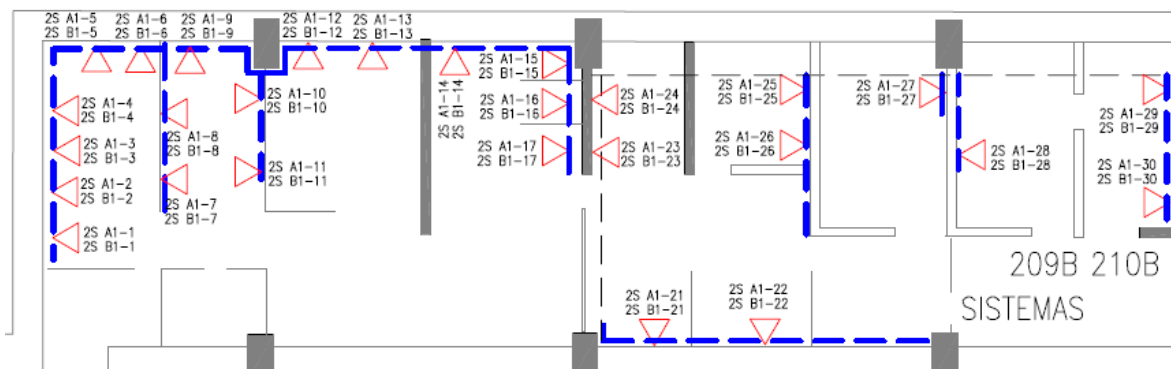 2S A1-5
2S B1-5
2S A1-6
2S B1-6
2S A1-9
2S B1-9
2S A1-12
2S B1-12
2S A1-13
2S B1-13
2S A1-4
2S B1-4
2S A1-3
2S B1-3
2S A1-2
2S B1-2
2S A1-1
2S B1-1
2S A1-8
2S B1-8
2S A1-7
2S B1-7
2S A1-10
2S B1-10
2S A1-11
2S B1-11
2S A1-14
2S B1-14
2S A1-15
2S B1-15
2S A1-16
2S B1-16
2S A1-17
2S B1-17
2S A1-24
2S B1-24
2S A1-23
2S B1-23
2S A1-25
2S B1-25
2S A1-26
2S B1-26
2S A1-27
2S B1-27
2S A1-28
2S B1-28
2S A1-29
2S B1-29
2S A1-30
2S B1-30
2S A1-21
2S B1-21
2S A1-22
2S B1-22
209B 210B
SISTEMAS